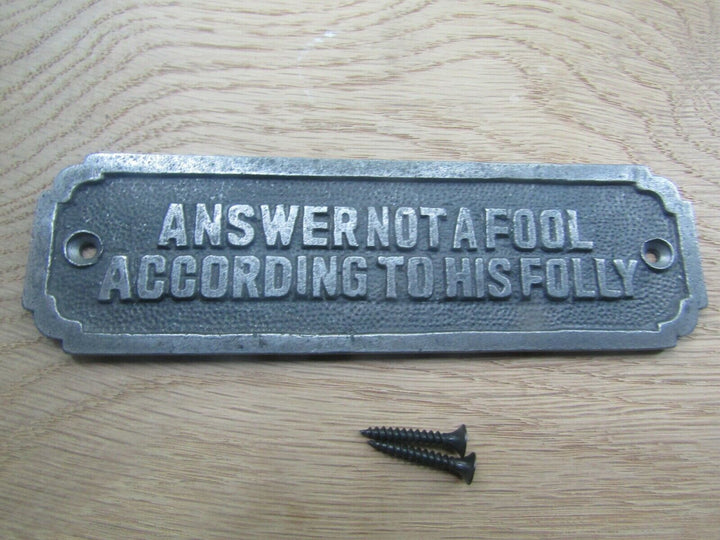 ANSWER NOT A FOOL
ACCORDING TO HIS FOLLY